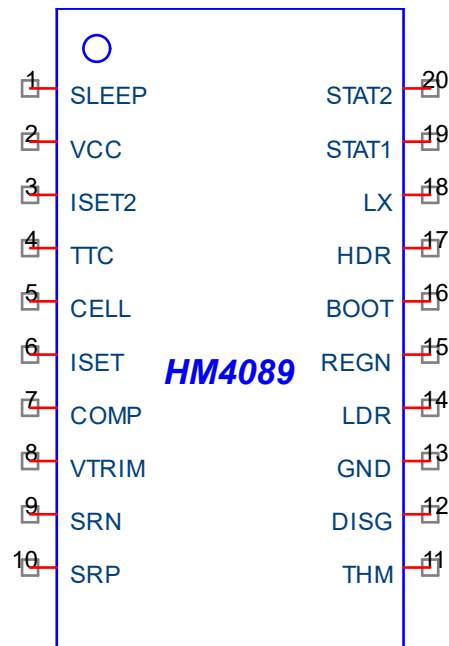 1 SLEEP STAT2 20
2 VCC STAT1 19
3 ISET2 LX 18
4 TTC HDR 17
5 CELL BOOT 16
6 ISET REGN 15
HM4089
7 COMP LDR 14
8 VTRIM GND 13
9 SRN DISG 12
10 SRP THM 11